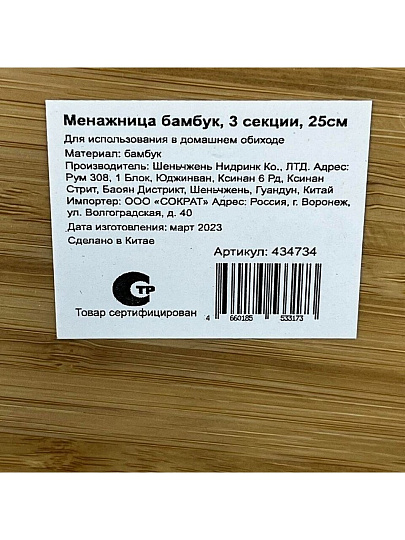 Менажница бамбук, 3 секции, 25см
Для использования в домашнем обиходе
Материал: бамбук
Производитель: Шеньчжень Нидринк Ко., ЛТД. Адрес:
Рум 308, 1 Блок, Юджинван, Ксинан 6 Рд, Ксинан
Стрит, Баоян Дистрикт, Шеньчжень, Гуандун, Китай
Импортер: ООО «СОКРАТ» Адрес: Россия, г. Воронеж,
ул. Волгоградская, д. 40
Дата изготовления: март 2023
Сделано в Китае
Артикул: 434734
СТР
Товар сертифицирован
4 660185 533173